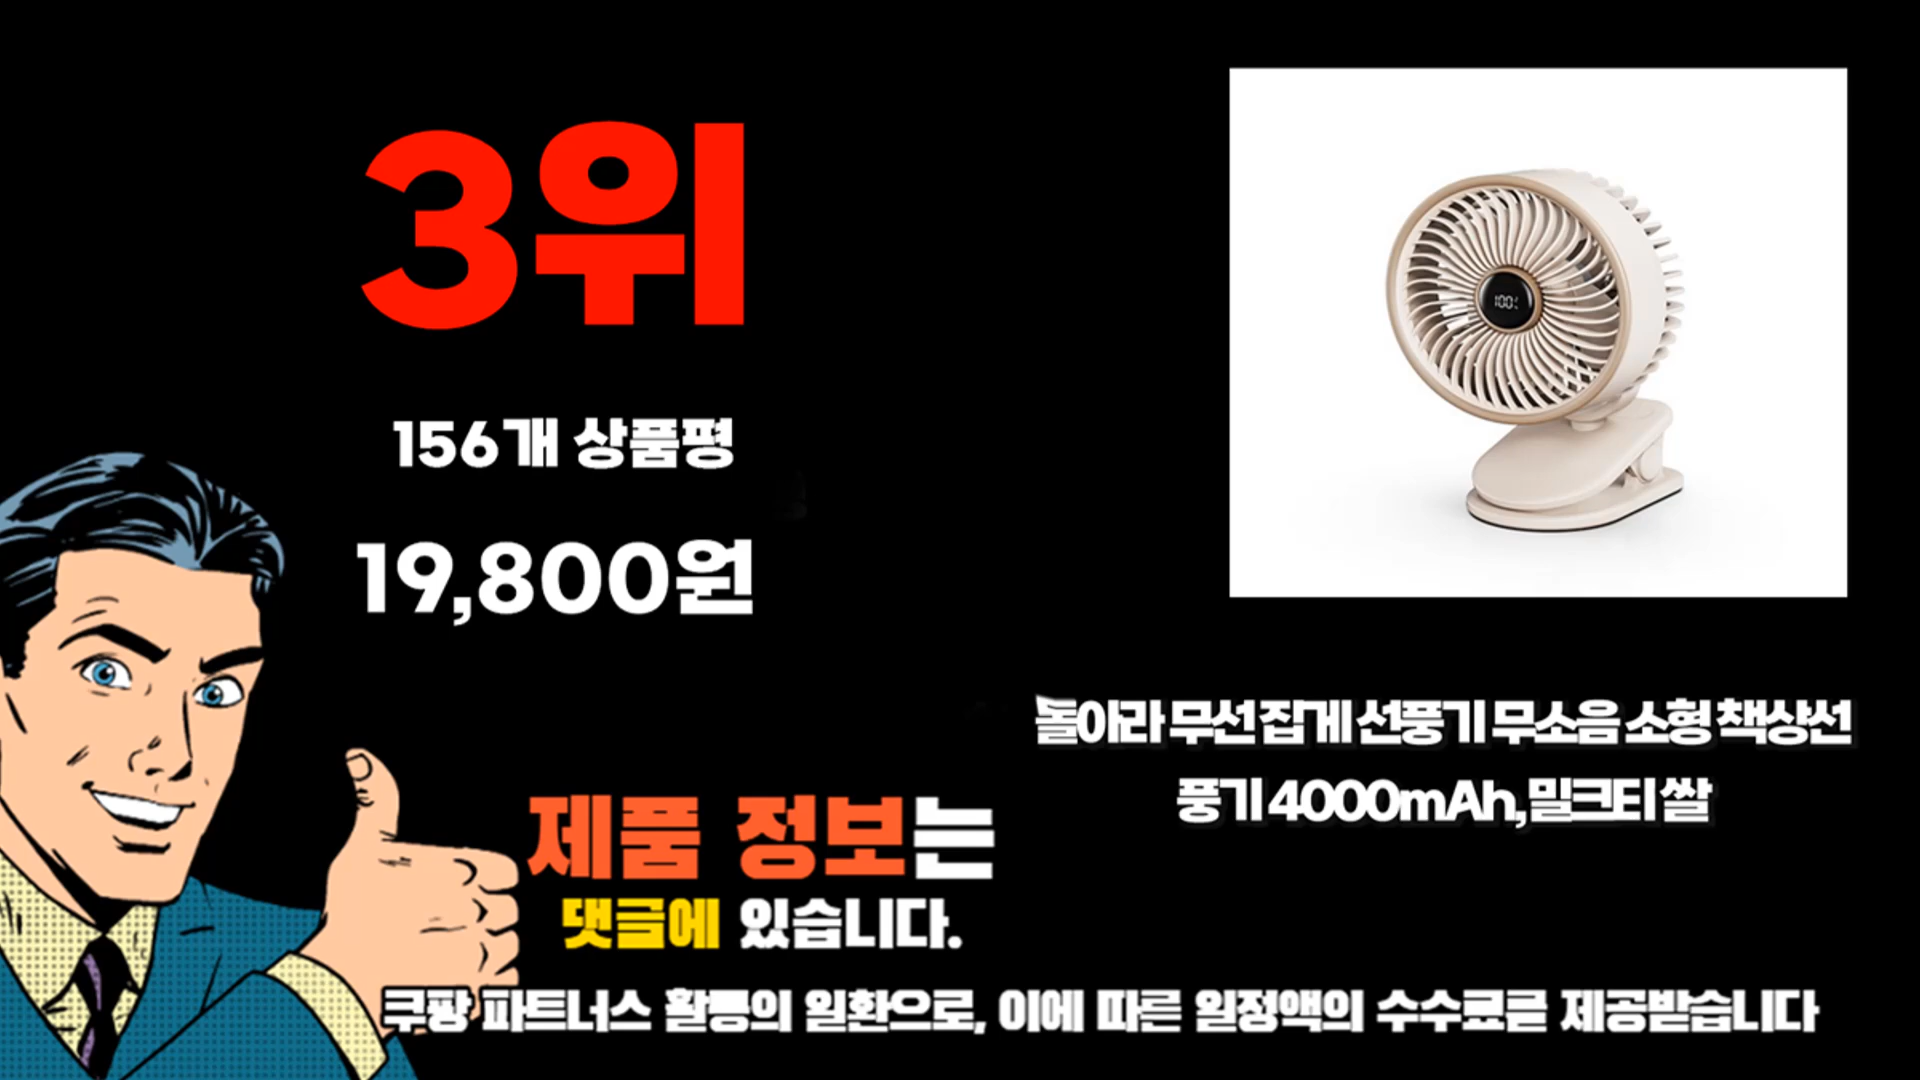 3위
156개 상품평
19,800원
100%
돌아라 무선 집게 선풍기 무소음 소형 책상선
풍기 4000mAh, 밀크티 쌀
제품 정보는
댓글에 있습니다.
쿠팡 파트너스 활동의 일환으로, 이에 따른 일정액의 수수료를 제공받습니다